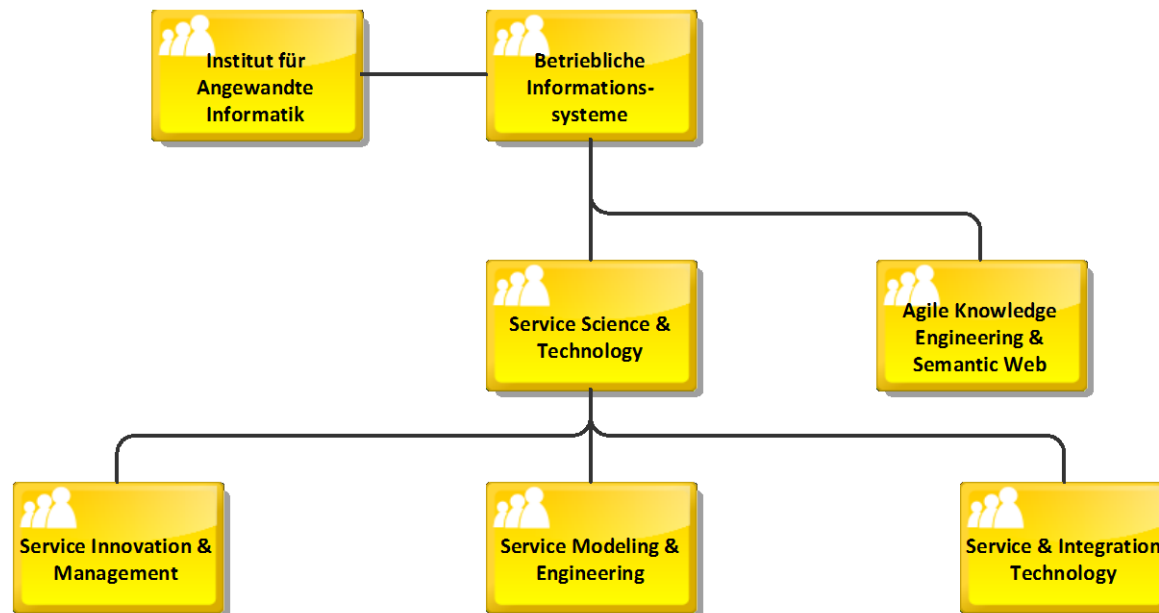 Institut für
Angewandte
Informatik
Betriebliche
Informations-
systeme
Service Science &
Technology
Agile Knowledge
Engineering &
Semantic Web
Service Innovation &
Management
Service Modeling &
Engineering
Service & Integration
Technology